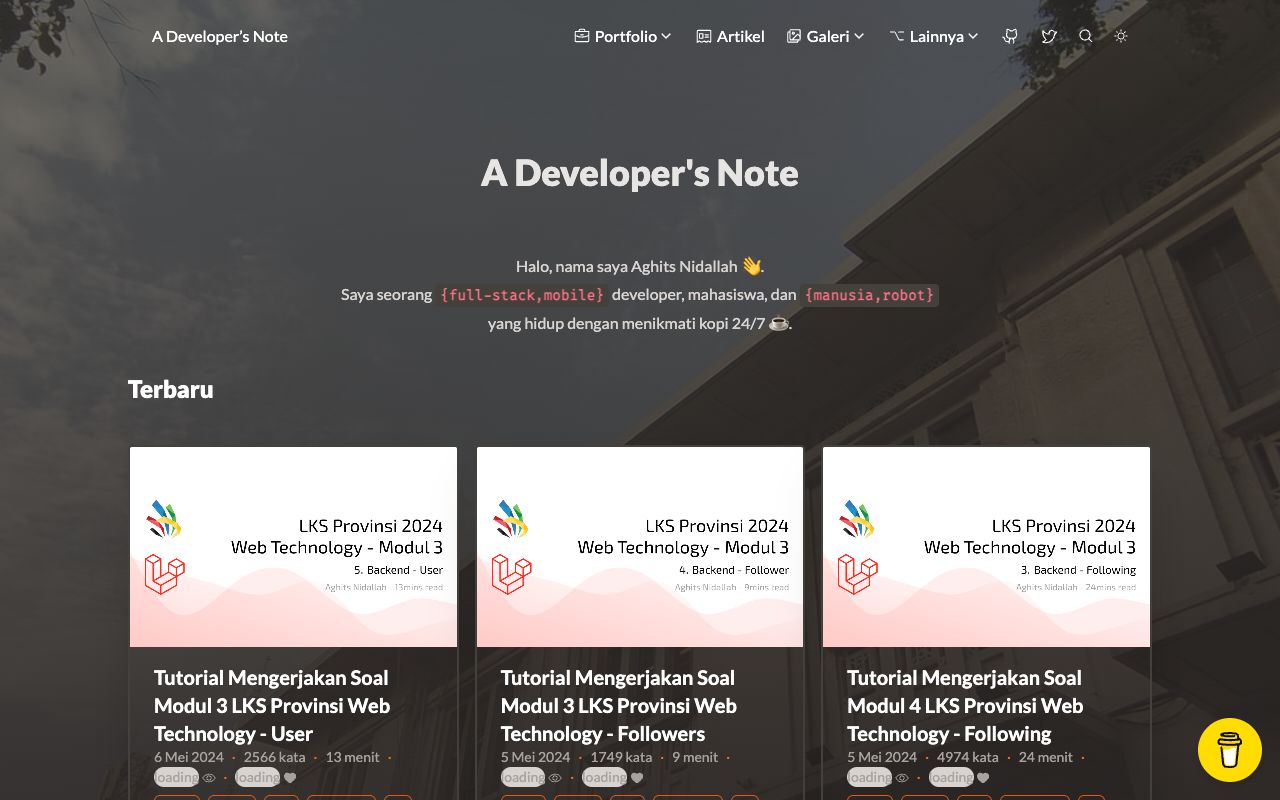 A Developer's Note
Portfolio
Artikel
Galeri
Lainnya
A Developer's Note
Halo, nama saya Aghits Nidallah 👋.
Saya seorang {full-stack,mobile} developer, mahasiswa, dan {manusia,robot}
yang hidup dengan menikmati kopi 24/7 ☕.
Terbaru
LKS Provinsi 2024
Web Technology - Modul 3
5. Backend - User
Aghits Nidallah · 13mins read
Tutorial Mengerjakan Soal
Modul 3 LKS Provinsi Web
Technology - User
6 Mei 2024 · 2566 kata · 13 menit ·
loading · loading
LKS Provinsi 2024
Web Technology - Modul 3
4. Backend - Follower
Aghits Nidallah · 9mins read
Tutorial Mengerjakan Soal
Modul 3 LKS Provinsi Web
Technology - Followers
5 Mei 2024 · 1749 kata · 9 menit ·
loading · loading
LKS Provinsi 2024
Web Technology - Modul 3
3. Backend - Following
Aghits Nidallah · 24mins read
Tutorial Mengerjakan Soal
Modul 4 LKS Provinsi Web
Technology - Following
5 Mei 2024 · 4974 kata · 24 menit ·
loading · loading